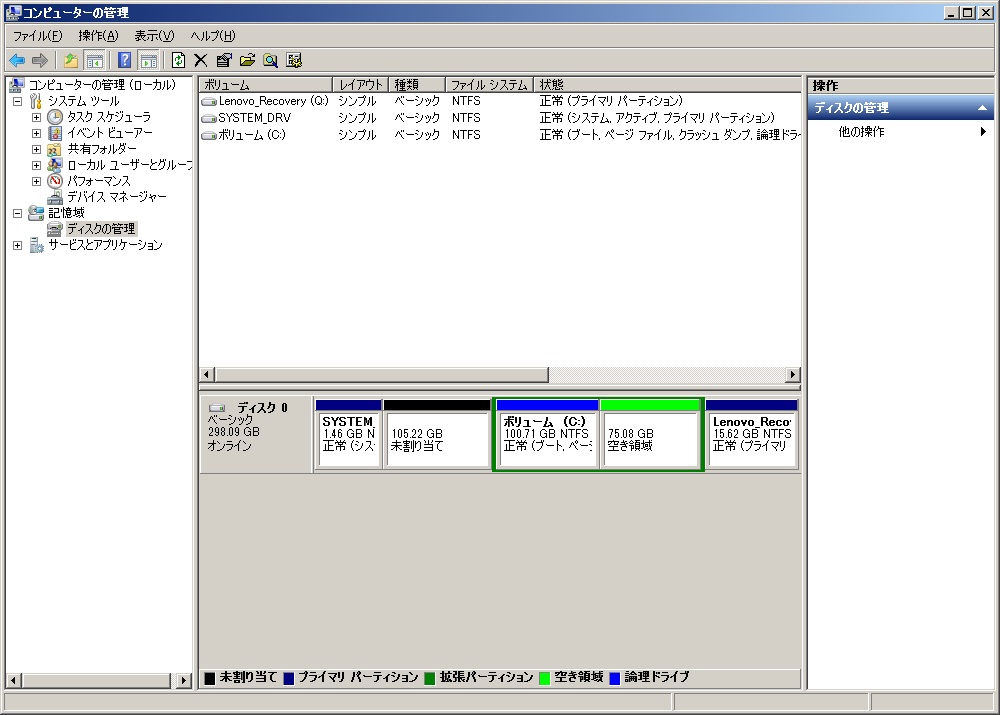 コンピューターの管理
ファイル(F) 操作(A) 表示(V) ヘルプ(H)
コンピューターの管理 (ローカル)
システム ツール
タスク スケジューラ
イベント ビューアー
共有フォルダー
ローカル ユーザーとグループ
パフォーマンス
デバイス マネージャー
記憶域
ディスクの管理
サービスとアプリケーション
ボリューム レイアウト 種類 ファイル システム 状態
Lenovo_Recovery (Q:) シンプル ベーシック NTFS 正常 (プライマリ パーティション)
SYSTEM_DRV シンプル ベーシック NTFS 正常 (システム, アクティブ, プライマリ パーティション)
ボリューム (C:) シンプル ベーシック NTFS 正常 (ブート, ページ ファイル, クラッシュ ダンプ, 論理ドラ
ディスク 0
ベーシック
298.09 GB
オンライン
SYSTEM_
1.46 GB N
正常 (シス
105.22 GB
未割り当て
ボリューム (C:)
100.71 GB NTFS
正常 (ブート, ペー
75.08 GB
空き領域
Lenovo_Reco
15.62 GB NTFS
正常 (プライマリ
未割り当て プライマリ パーティション 拡張パーティション 空き領域 論理ドライブ
操作
ディスクの管理
他の操作